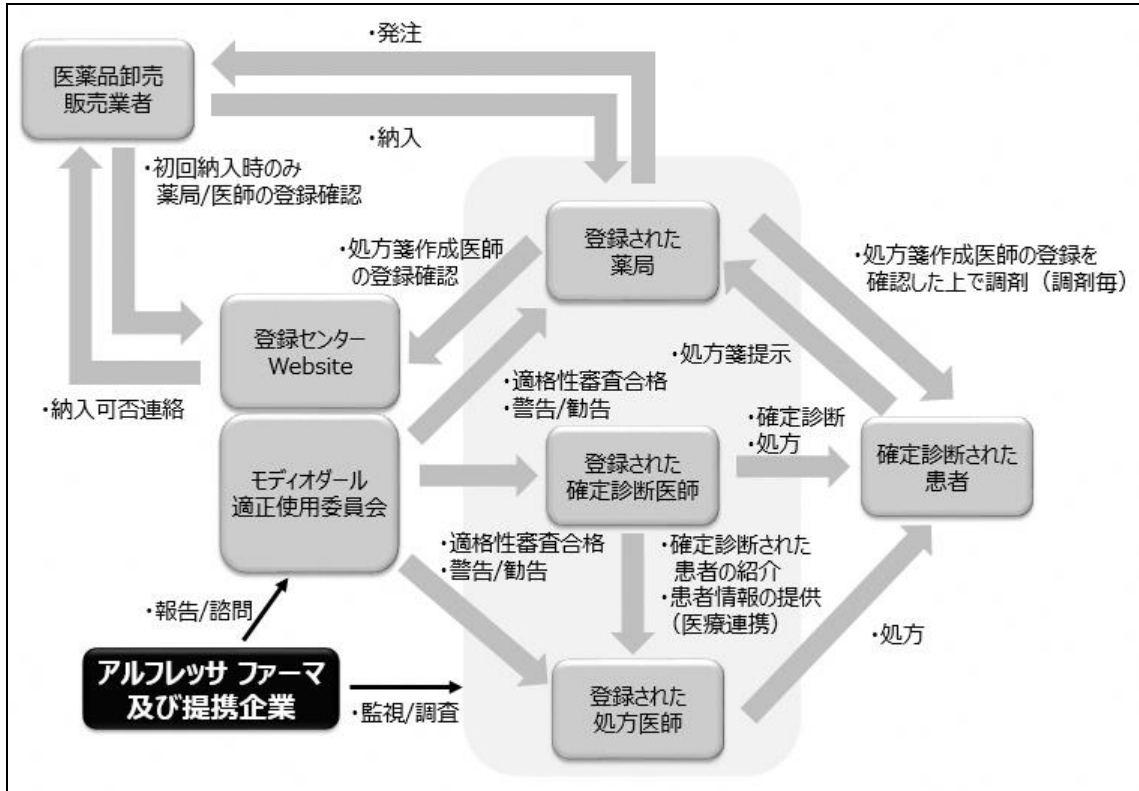 ・発注
医薬品卸売
販売業者
・納入
・初回納入時のみ
薬局/医師の登録確認
登録された
薬局
・処方箋作成医師
の登録確認
・処方箋作成医師の登録を
確認した上で調剤（調剤毎）
登録センター
Website
・処方箋提示
・適格性審査合格
・警告/勧告
・納入可否連絡
・確定診断
・処方
モディオダール
適正使用委員会
登録された
確定診断医師
確定診断された
患者
・適格性審査合格
・警告/勧告
・確定診断された
患者の紹介
・患者情報の提供
（医療連携）
・報告/諮問
・処方
アルフレッサ ファーマ
及び提携企業
・監視/調査
登録された
処方医師